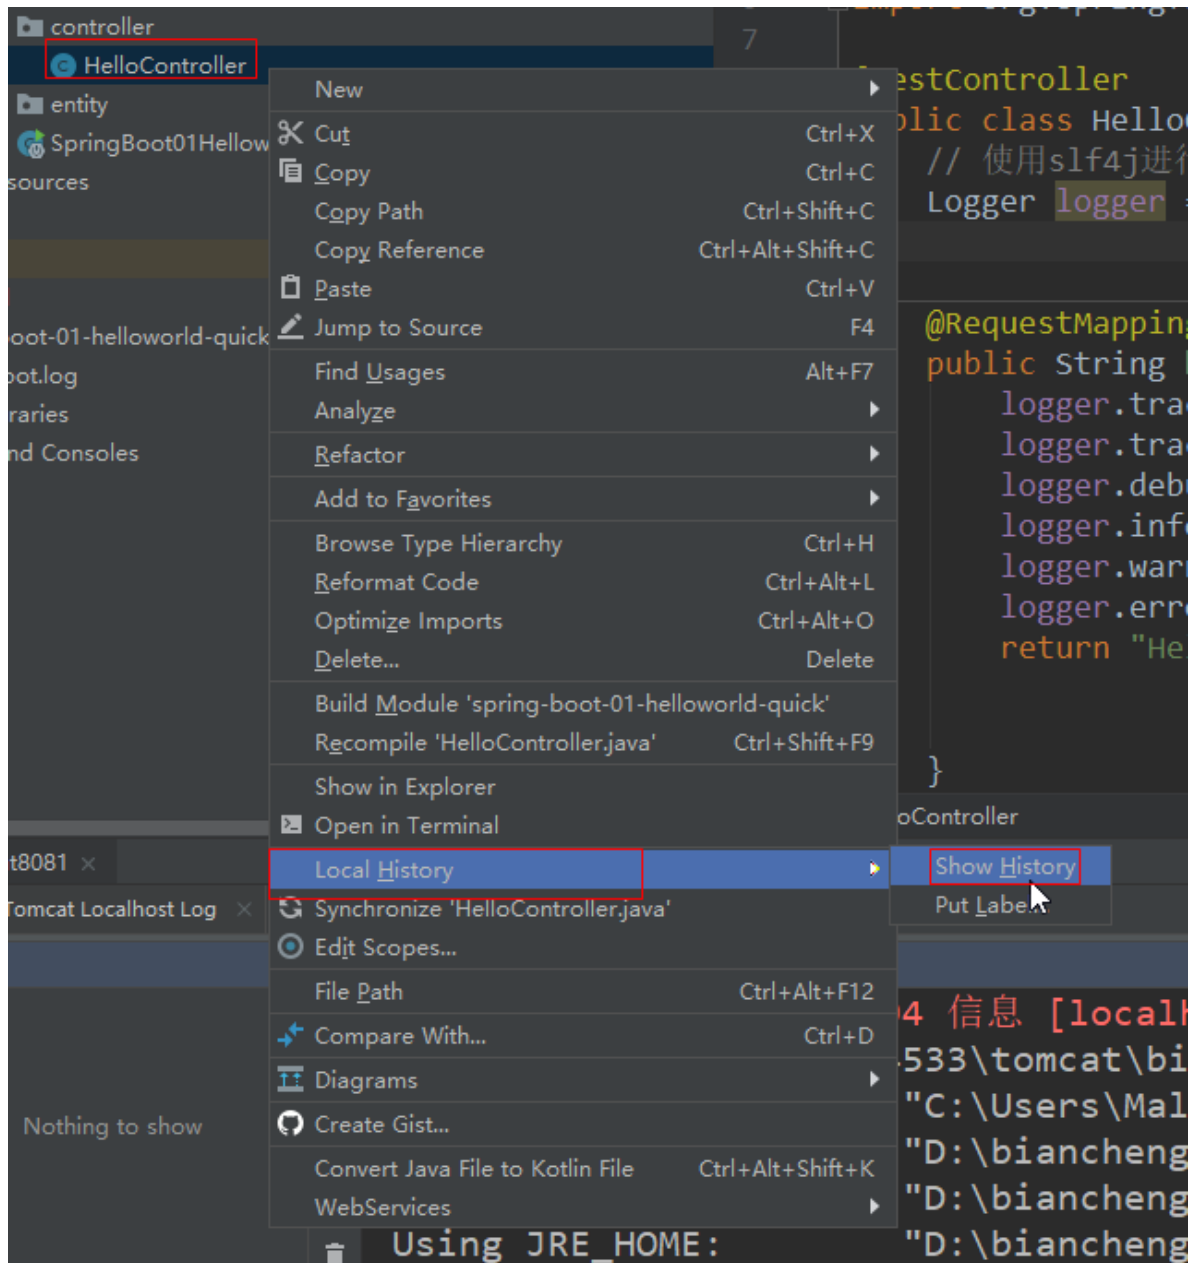 controller
HelloController
entity
SpringBoot01Hellow
sources
oot-01-helloworld-quick
oot.log
raries
nd Consoles
t8081
Tomcat Localhost Log
Nothing to show
New
Cut Ctrl+X
Copy Ctrl+C
Copy Path Ctrl+Shift+C
Copy Reference Ctrl+Alt+Shift+C
Paste Ctrl+V
Jump to Source F4
Find Usages Alt+F7
Analyze
Refactor
Add to Favorites
Browse Type Hierarchy Ctrl+H
Reformat Code Ctrl+Alt+L
Optimize Imports Ctrl+Alt+O
Delete... Delete
Build Module 'spring-boot-01-helloworld-quick'
Recompile 'HelloController.java' Ctrl+Shift+F9
Show in Explorer
Open in Terminal
Local History
Synchronize 'HelloController.java'
Edit Scopes...
File Path Ctrl+Alt+F12
Compare With... Ctrl+D
Diagrams
Create Gist...
Convert Java File to Kotlin File Ctrl+Alt+Shift+K
WebServices
Show History
Put Labe
7
estController
blic class Hello
// 使用slf4j进行
Logger logger =
@RequestMapping
public String
logger.tra
logger.tra
logger.deb
logger.inf
logger.war
logger.err
return "He
}
oController
04 信息 [local
533\tomcat\bi
"C:\Users\Mal
"D:\biancheng
"D:\biancheng
Using JRE_HOME: "D:\biancheng